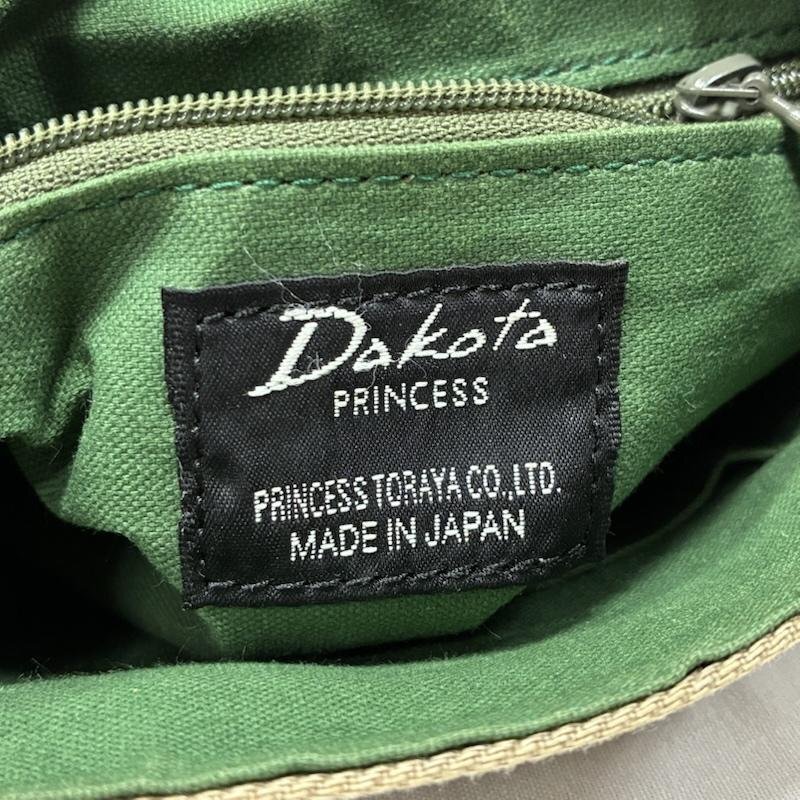 Dakota
PRINCESS
PRINCESS TORAYA CO.,LTD.
MADE IN JAPAN